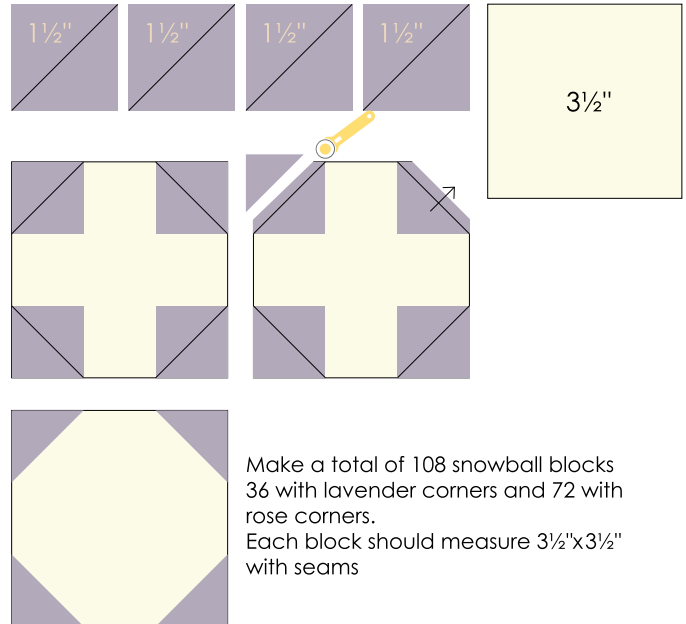 1½" 1½" 1½" 1½"
3½"
Make a total of 108 snowball blocks
36 with lavender corners and 72 with
rose corners.
Each block should measure 3½"x3½"
with seams